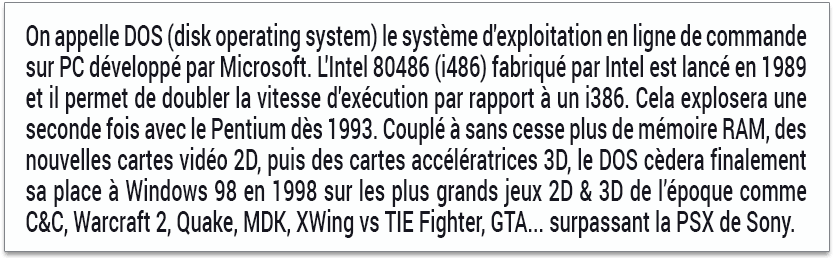 On appelle DOS (disk operating system) le système d'exploitation en ligne de commande
sur PC développé par Microsoft. L'Intel 80486 (i486) fabriqué par Intel est lancé en 1989
et il permet de doubler la vitesse d'exécution par rapport à un i386. Cela explosera une
seconde fois avec le Pentium dès 1993. Couplé à sans cesse plus de mémoire RAM, des
nouvelles cartes vidéo 2D, puis des cartes accélératrices 3D, le DOS cèdera finalement
sa place à Windows 98 en 1998 sur les plus grands jeux 2D & 3D de l'époque comme
C&C, Warcraft 2, Quake, MDK, XWing vs TIE Fighter, GTA... surpassant la PSX de Sony.